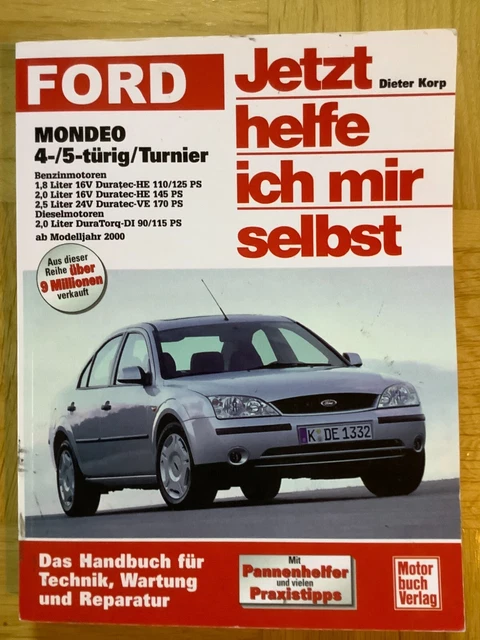 FORD
MONDEO
4-/5-türig/Turnier
Benzinmotoren
1,8 Liter 16V Duratec-HE 110/125 PS
2,0 Liter 16V Duratec-HE 145 PS
2,5 Liter 24V Duratec-VE 170 PS
Dieselmotoren
2,0 Liter DuraTorq-DI 90/115 PS
ab Modelljahr 2000
Jetzt
Dieter Korp
helfe
ich mir
selbst
Aus dieser
Reihe über
9 Millionen
verkauft
Ford
K DE 1332
Das Handbuch für
Technik, Wartung
und Reparatur
Mit
Pannenhelfer
und vielen
Praxistipps
Motor
buch
Verlag